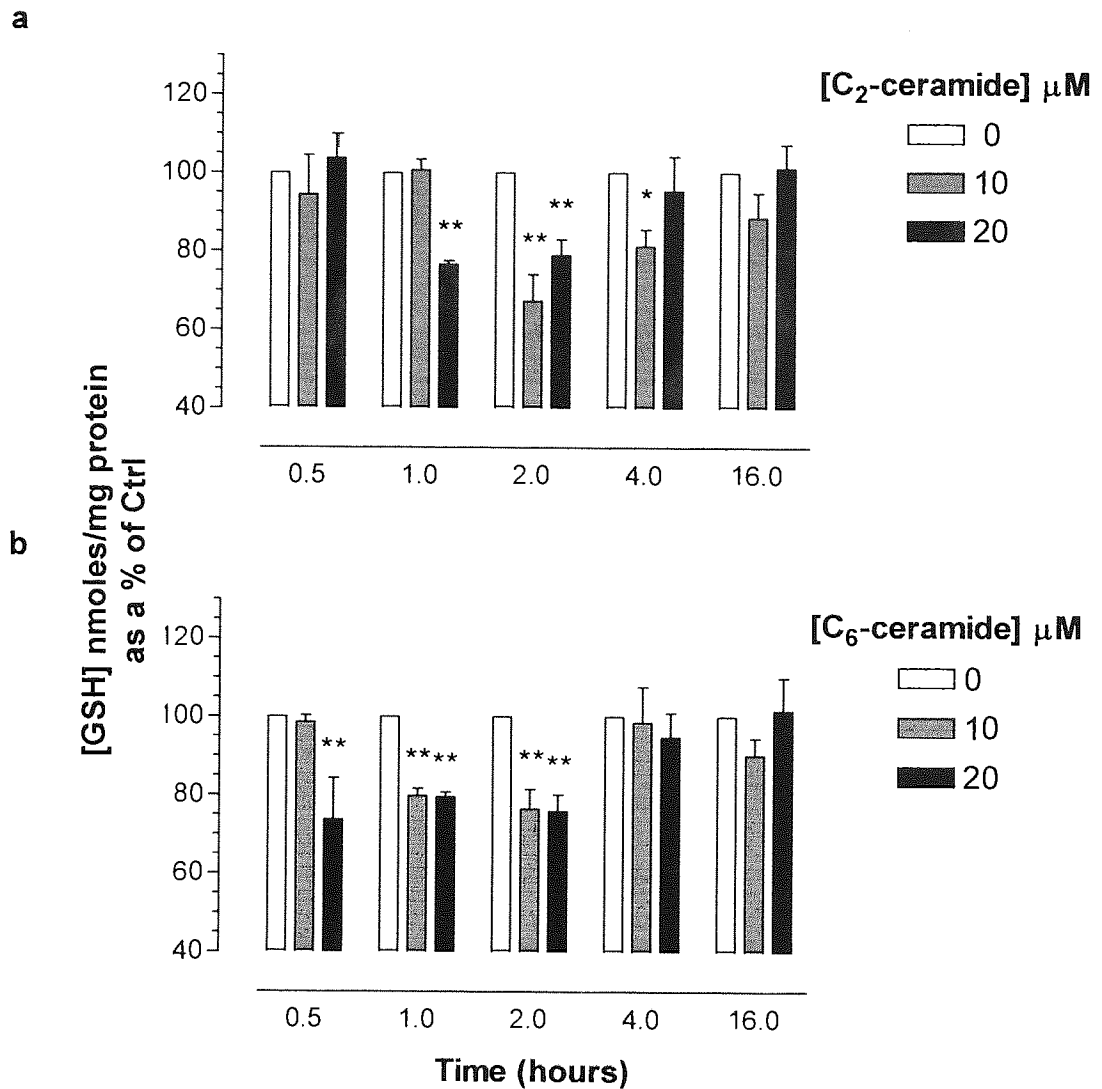 a
[C2-ceramide] μM
0
10
20
120
100
80
60
40
**
**
**
*
0.5 1.0 2.0 4.0 16.0
[GSH] nmoles/mg protein
as a % of Ctrl
b
[C6-ceramide] μM
0
10
20
120
100
80
60
40
**
** **
** **
0.5 1.0 2.0 4.0 16.0
Time (hours)